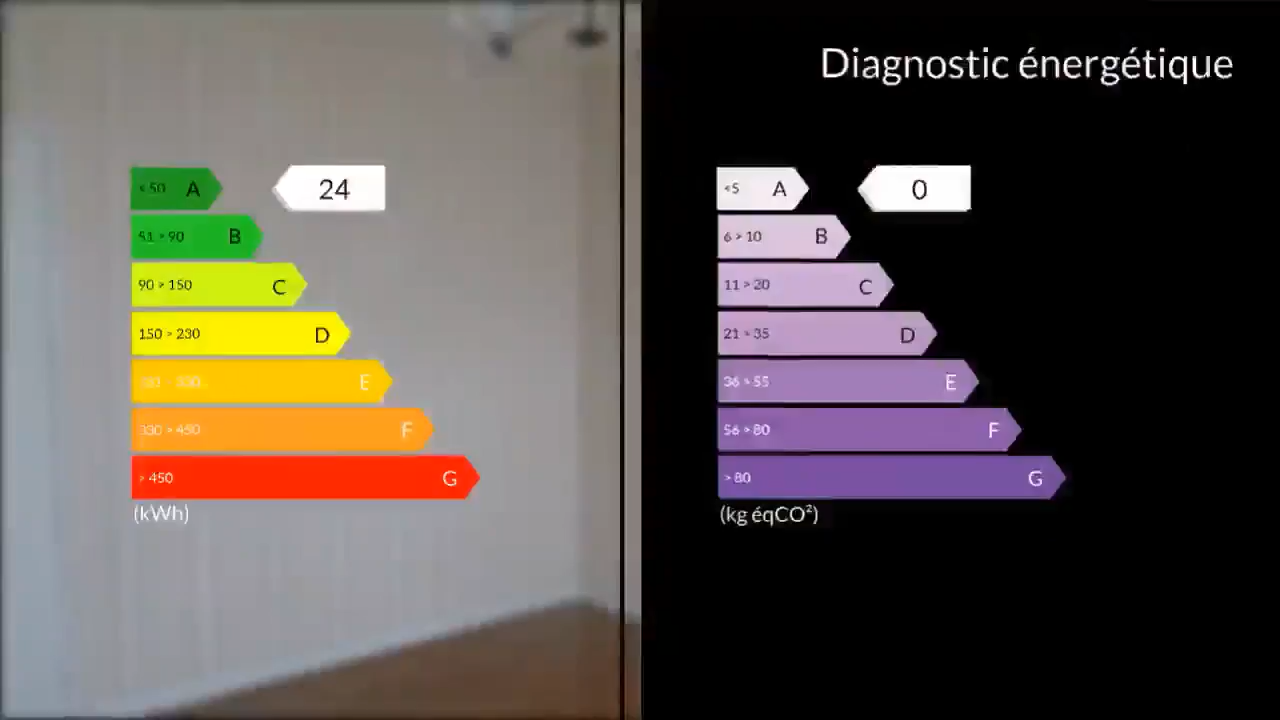 Diagnostic énergétique
< 50 A
24
51 > 90 B
90 > 150 C
150 > 230 D
E
330 > 450 F
> 450 G
(kWh)
<5 A
0
6 > 10 B
11 > 20 C
21 > 35 D
36 > 55 E
56 > 80 F
> 80 G
(kg éqCO²)